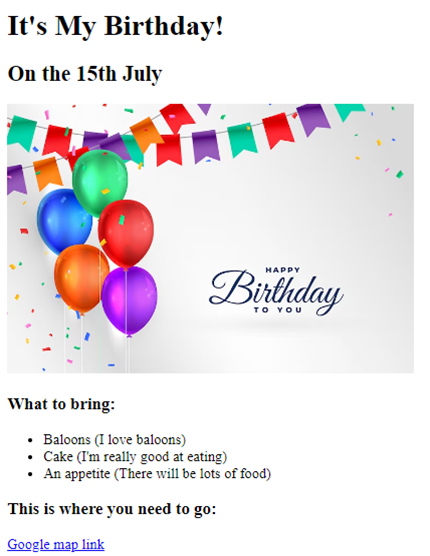 It's My Birthday!
On the 15th July
HAPPY
Birthday
TO YOU
What to bring:
• Baloons (I love baloons)
• Cake (I'm really good at eating)
• An appetite (There will be lots of food)
This is where you need to go:
Google map link